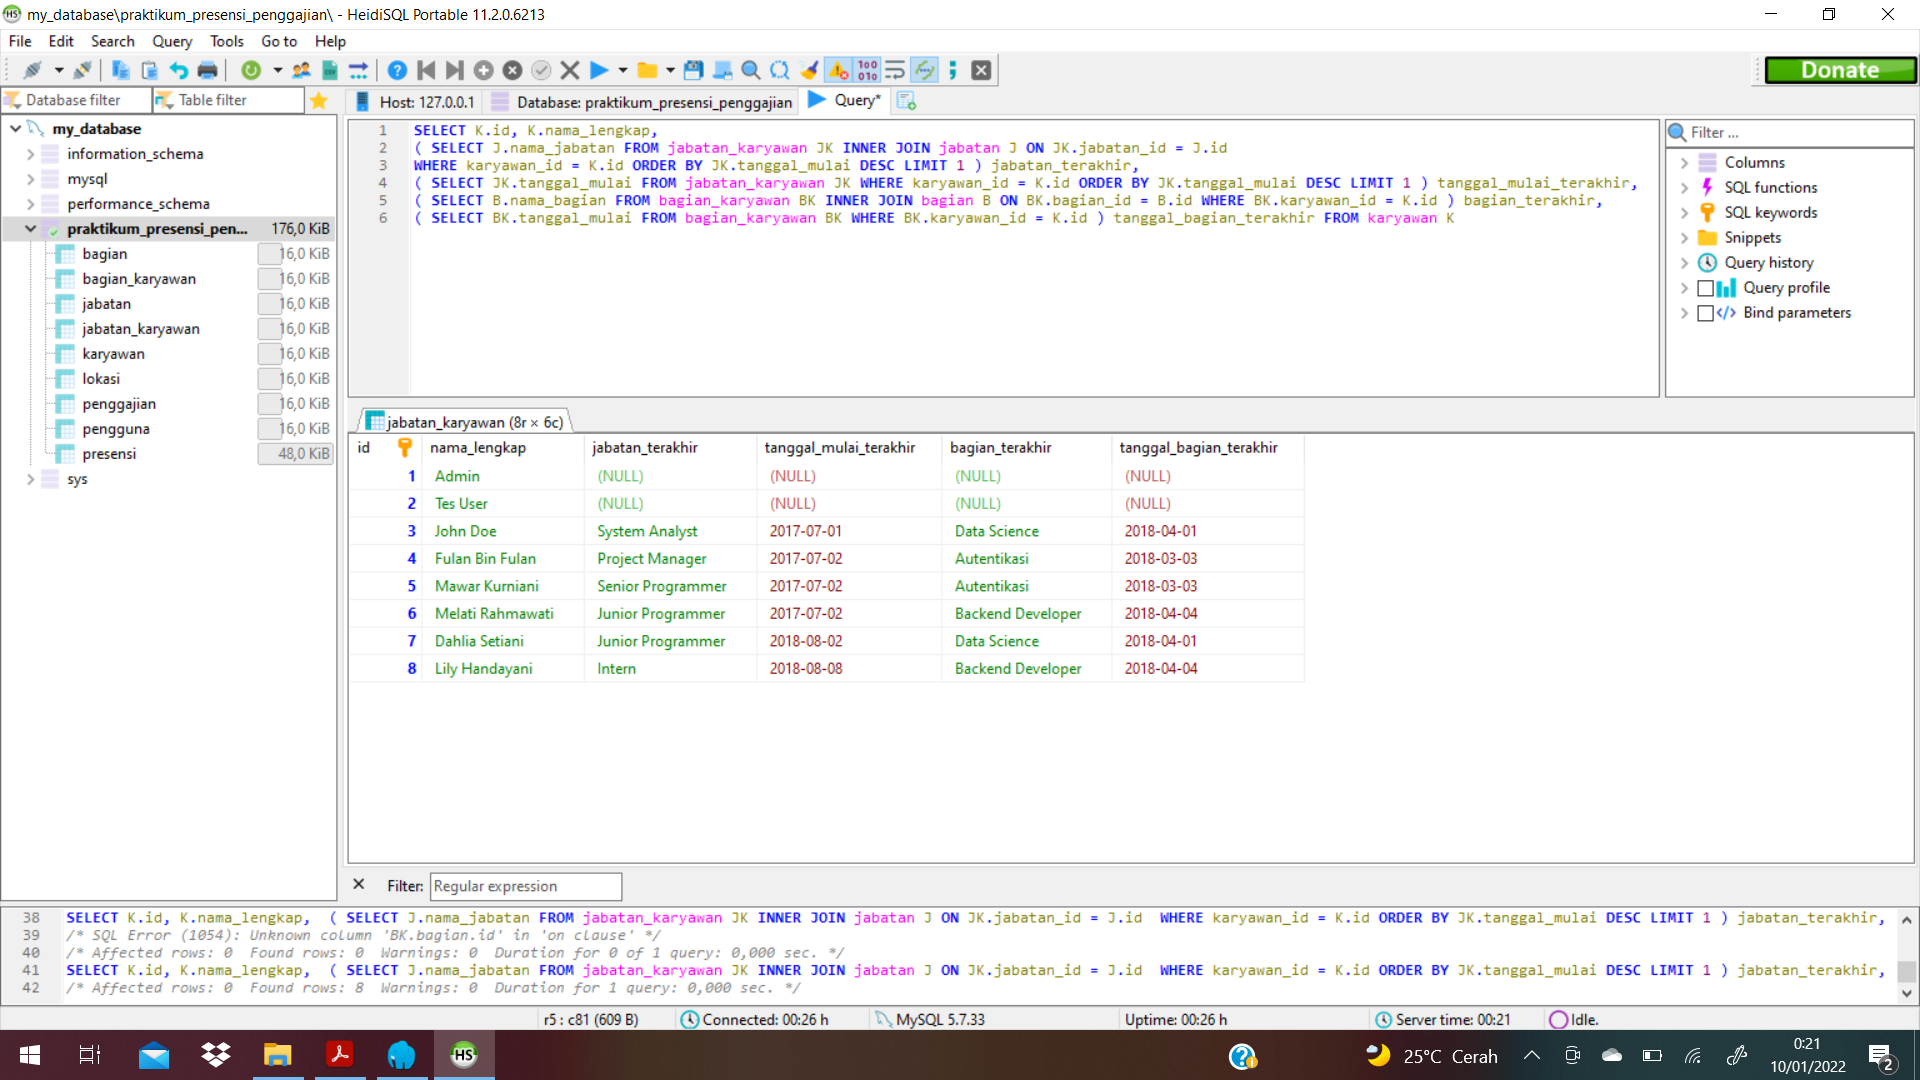 my_database\praktikum_presensi_penggajian\ - HeidiSQL Portable 11.2.0.6213
File Edit Search Query Tools Go to Help
Donate
Database filter Table filter Host: 127.0.0.1 Database: praktikum_presensi_penggajian Query*
my_database
information_schema
mysql
performance_schema
praktikum_presensi_pen... 176,0 KiB
bagian 16,0 KiB
bagian_karyawan 16,0 KiB
jabatan 16,0 KiB
jabatan_karyawan 16,0 KiB
karyawan 16,0 KiB
lokasi 16,0 KiB
penggajian 16,0 KiB
pengguna 16,0 KiB
presensi 48,0 KiB
sys
1 SELECT K.id, K.nama_lengkap,
2 ( SELECT J.nama_jabatan FROM jabatan_karyawan JK INNER JOIN jabatan J ON JK.jabatan_id = J.id
3 WHERE karyawan_id = K.id ORDER BY JK.tanggal_mulai DESC LIMIT 1 ) jabatan_terakhir,
4 ( SELECT JK.tanggal_mulai FROM jabatan_karyawan JK WHERE karyawan_id = K.id ORDER BY JK.tanggal_mulai DESC LIMIT 1 ) tanggal_mulai_terakhir,
5 ( SELECT B.nama_bagian FROM bagian_karyawan BK INNER JOIN bagian B ON BK.bagian_id = B.id WHERE BK.karyawan_id = K.id ) bagian_terakhir,
6 ( SELECT BK.tanggal_mulai FROM bagian_karyawan BK WHERE BK.karyawan_id = K.id ) tanggal_bagian_terakhir FROM karyawan K
Filter ...
Columns
SQL functions
SQL keywords
Snippets
Query history
Query profile
Bind parameters
jabatan_karyawan (8r × 6c)
id nama_lengkap jabatan_terakhir tanggal_mulai_terakhir bagian_terakhir tanggal_bagian_terakhir
1 Admin (NULL) (NULL) (NULL) (NULL)
2 Tes User (NULL) (NULL) (NULL) (NULL)
3 John Doe System Analyst 2017-07-01 Data Science 2018-04-01
4 Fulan Bin Fulan Project Manager 2017-07-02 Autentikasi 2018-03-03
5 Mawar Kurniani Senior Programmer 2017-07-02 Autentikasi 2018-03-03
6 Melati Rahmawati Junior Programmer 2017-07-02 Backend Developer 2018-04-04
7 Dahlia Setiani Junior Programmer 2018-08-02 Data Science 2018-04-01
8 Lily Handayani Intern 2018-08-08 Backend Developer 2018-04-04
Filter: Regular expression
38 SELECT K.id, K.nama_lengkap, ( SELECT J.nama_jabatan FROM jabatan_karyawan JK INNER JOIN jabatan J ON JK.jabatan_id = J.id WHERE karyawan_id = K.id ORDER BY JK.tanggal_mulai DESC LIMIT 1 ) jabatan_terakhir,
39 /* SQL Error (1054): Unknown column 'BK.bagian.id' in 'on clause' */
40 /* Affected rows: 0 Found rows: 0 Warnings: 0 Duration for 0 of 1 query: 0,000 sec. */
41 SELECT K.id, K.nama_lengkap, ( SELECT J.nama_jabatan FROM jabatan_karyawan JK INNER JOIN jabatan J ON JK.jabatan_id = J.id WHERE karyawan_id = K.id ORDER BY JK.tanggal_mulai DESC LIMIT 1 ) jabatan_terakhir,
42 /* Affected rows: 0 Found rows: 8 Warnings: 0 Duration for 1 query: 0,000 sec. */
r5 : c81 (609 B) Connected: 00:26 h MySQL 5.7.33 Uptime: 00:26 h Server time: 00:21 Idle.
HS 25°C Cerah 0:21
10/01/2022 2